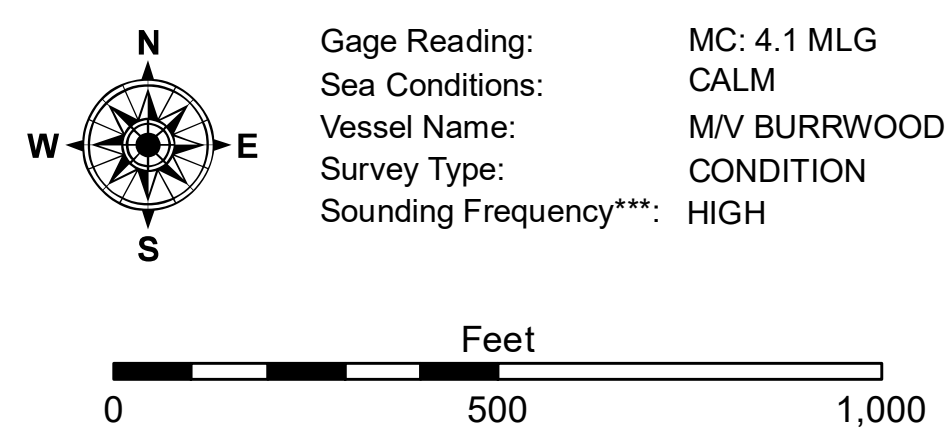 N
W E
S
Gage Reading: MC: 4.1 MLG
Sea Conditions: CALM
Vessel Name: M/V BURRWOOD
Survey Type: CONDITION
Sounding Frequency***: HIGH
Feet
0 500 1,000